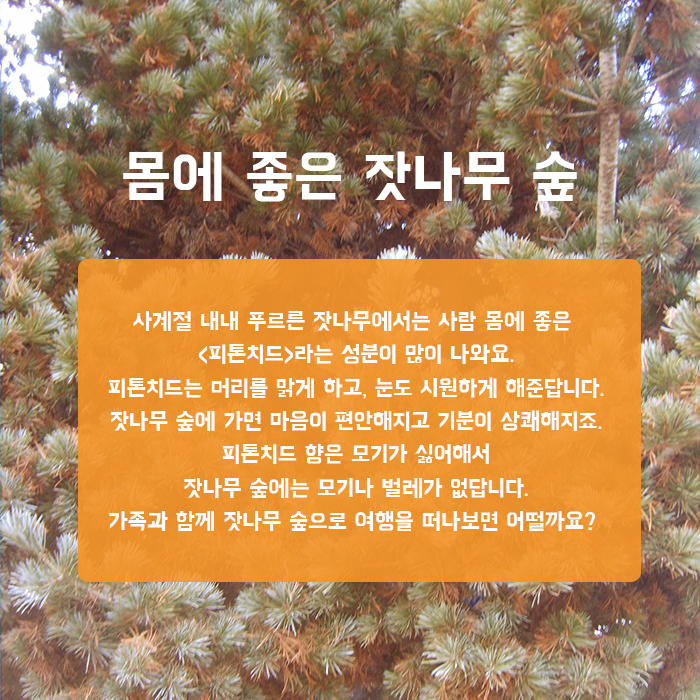 몸에 좋은 잣나무 숲
사계절 내내 푸르른 잣나무에서는 사람 몸에 좋은
<피톤치드>라는 성분이 많이 나와요.
피톤치드는 머리를 맑게 하고, 눈도 시원하게 해준답니다.
잣나무 숲에 가면 마음이 편안해지고 기분이 상쾌해지죠.
피톤치드 향은 모기가 싫어해서
잣나무 숲에는 모기나 벌레가 없답니다.
가족과 함께 잣나무 숲으로 여행을 떠나보면 어떨까요?